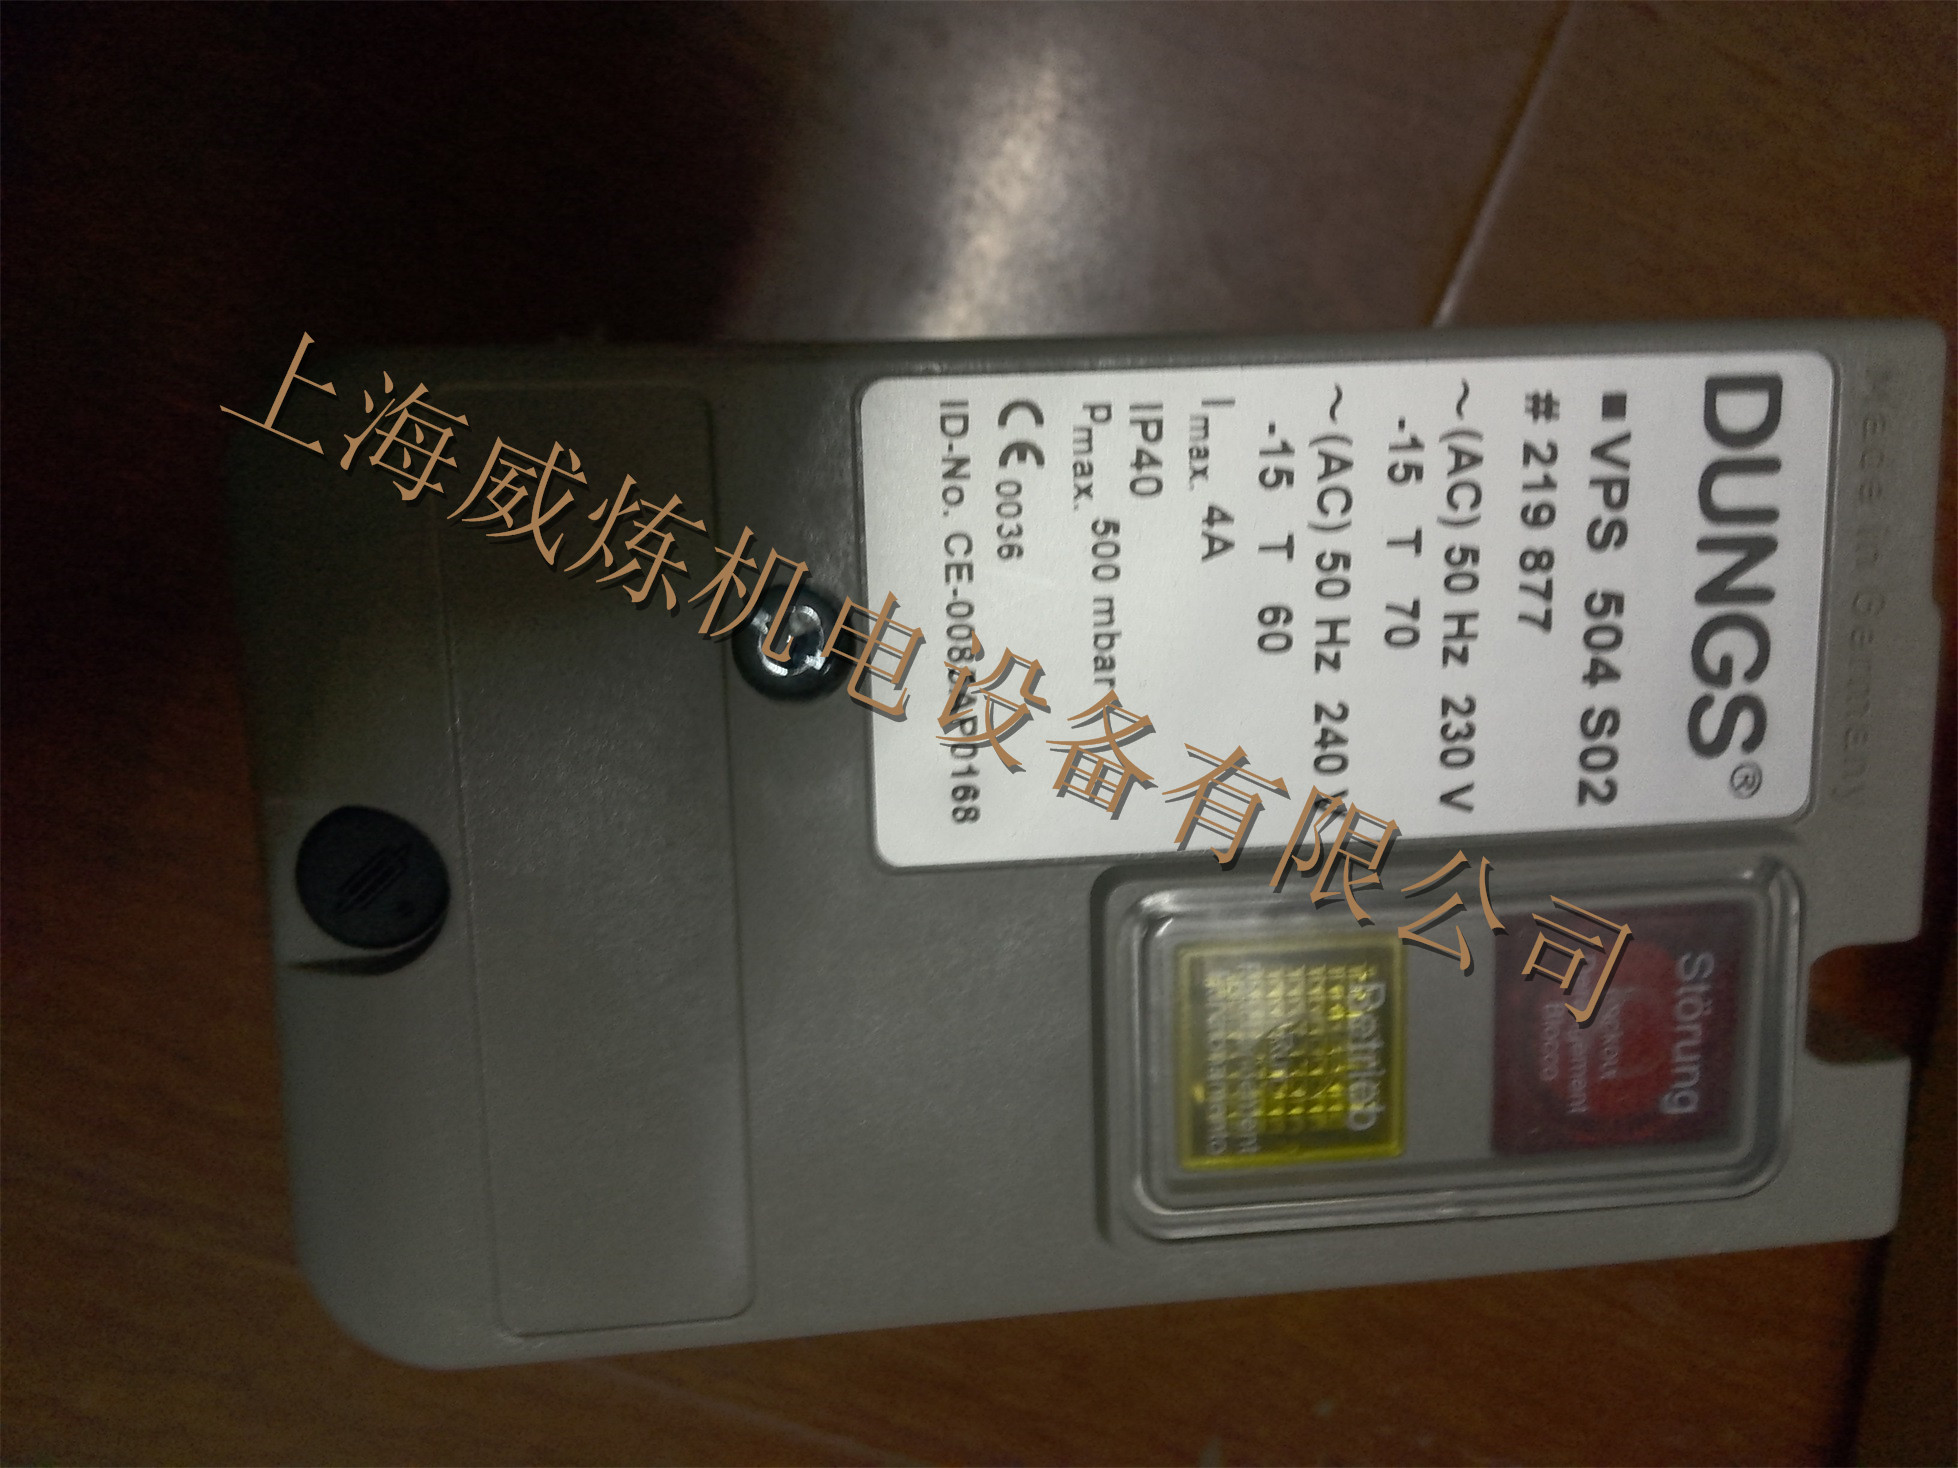 Made in Germany
DUNGS®
■ VPS 504 S02
# 219 877
~(AC) 50 Hz 230 V
-15 T 70
~(AC) 50 Hz 240 V
-15 T 60
Imax. 4A
IP40
Pmax. 500 mbar
CE 0036
ID-No. CE-0085AP0168
Störung
Blocco
Betrieb
上海威炼机电设备有限公司